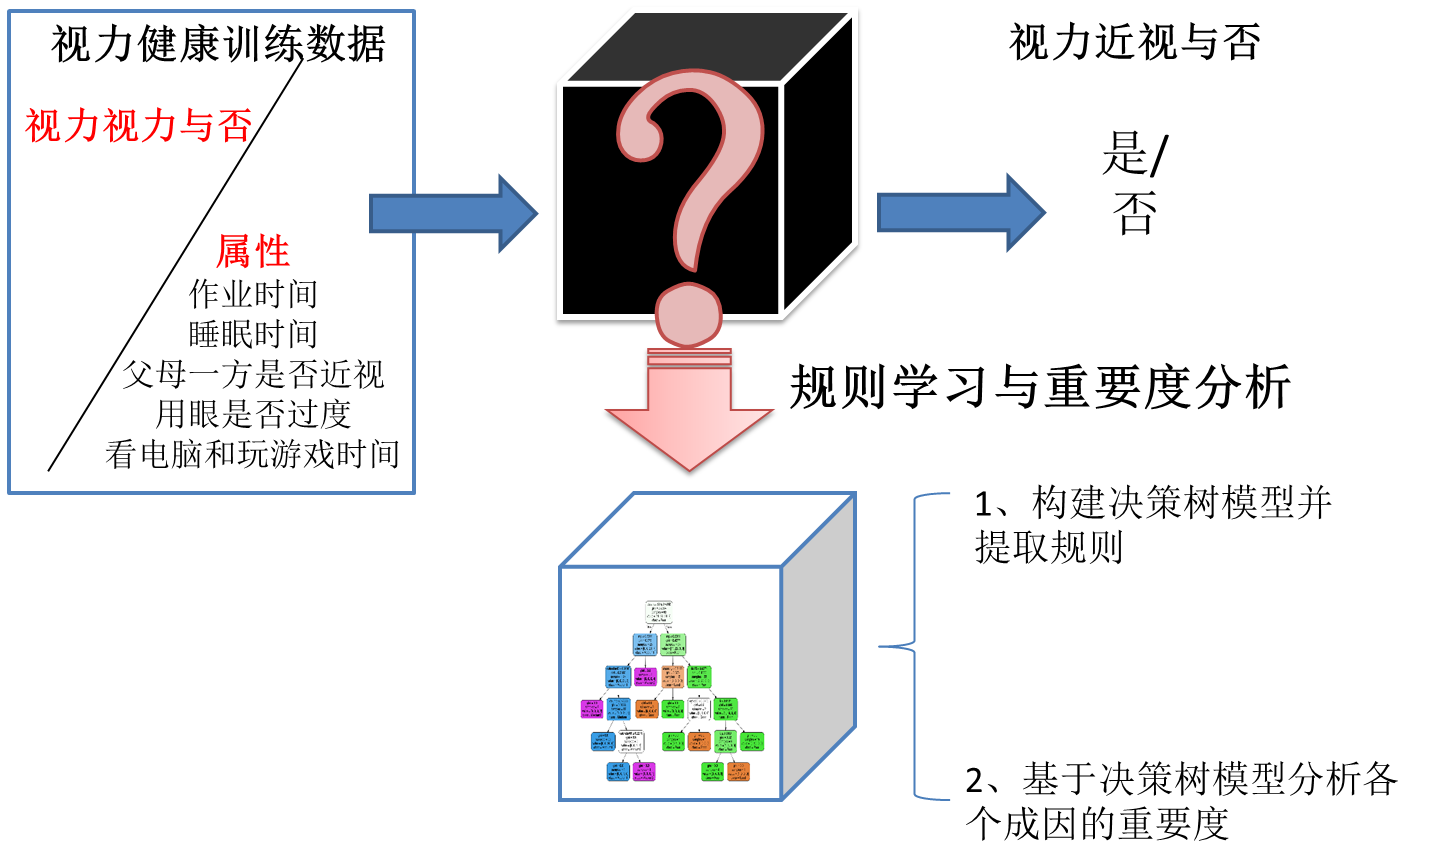 视力健康训练数据
视力视力与否
属性
作业时间
睡眠时间
父母一方是否近视
用眼是否过度
看电脑和玩游戏时间
视力近视与否
是/
否
规则学习与重要度分析
1、构建决策树模型并
提取规则
2、基于决策树模型分析各
个成因的重要度